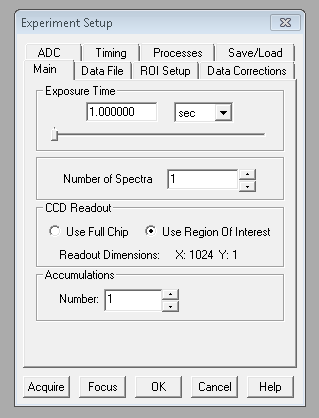 Experiment Setup
ADC Timing Processes Save/Load
Main Data File ROI Setup Data Corrections
Exposure Time
1.000000 sec
Number of Spectra 1
CCD Readout
Use Full Chip Use Region Of Interest
Readout Dimensions: X: 1024 Y: 1
Accumulations
Number: 1
Acquire Focus OK Cancel Help